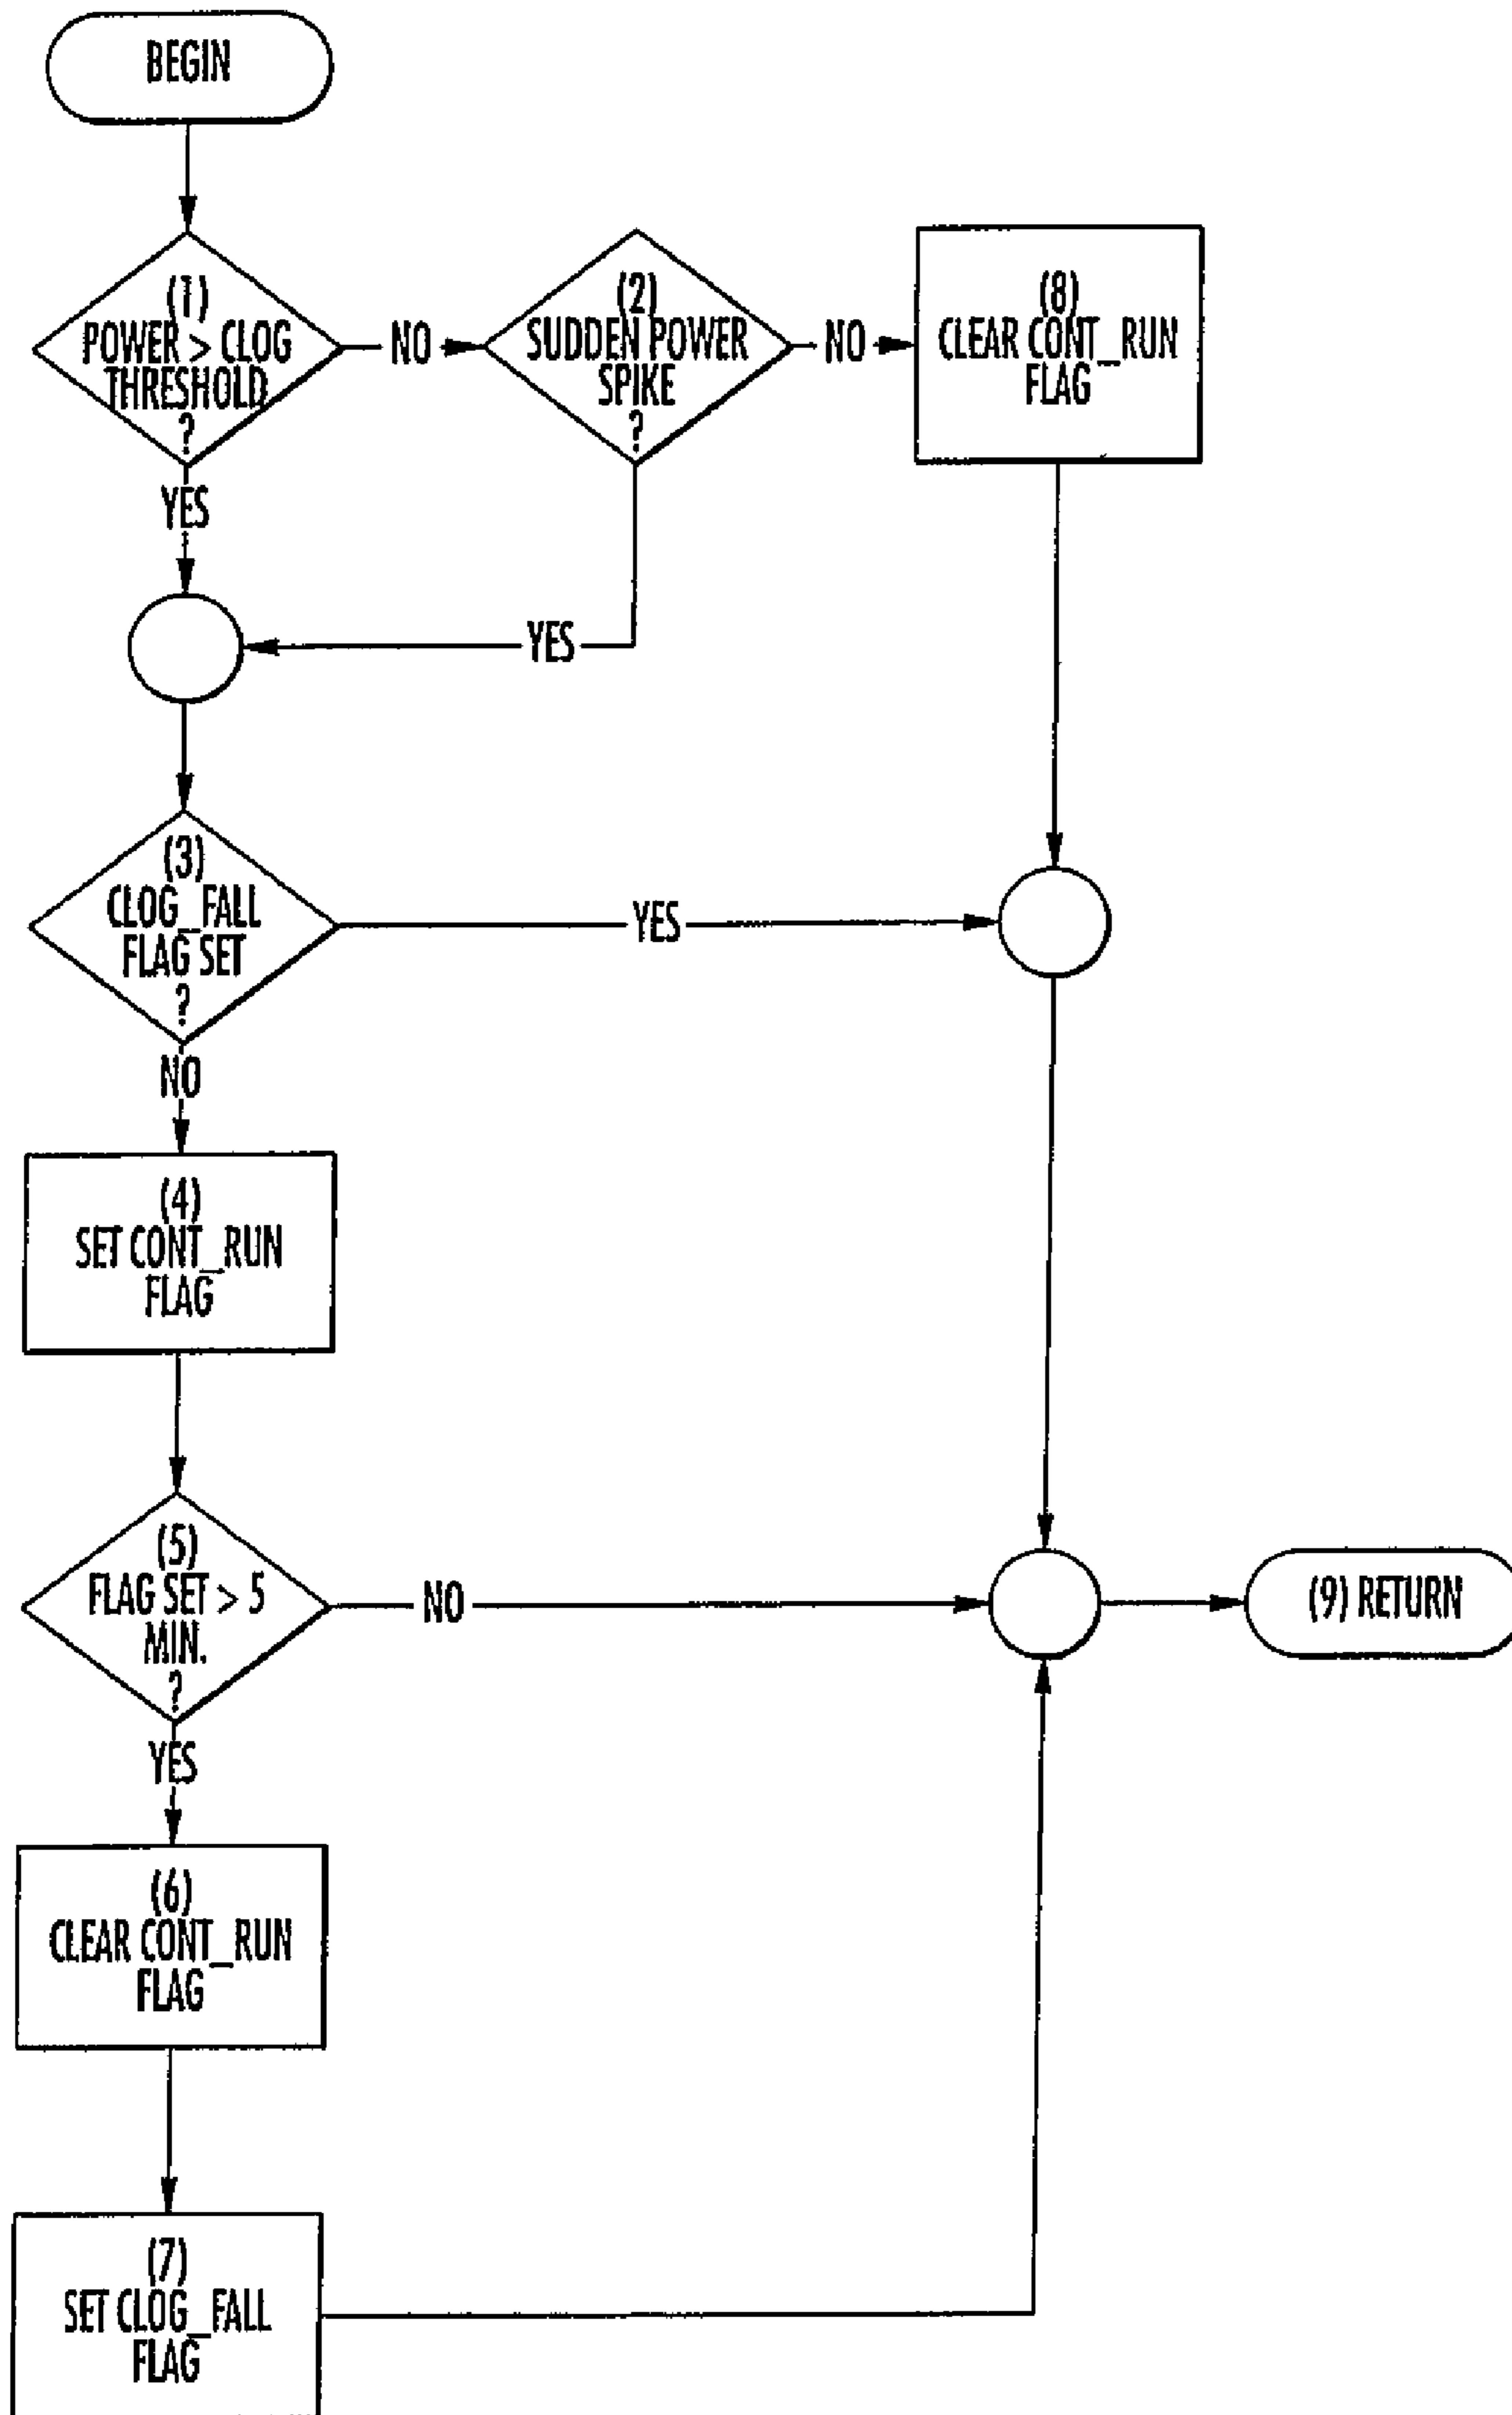 BEGIN
(1)
POWER > CLOG
THRESHOLD
?
NO
(2)
SUDDEN POWER
SPIKE
?
NO
(8)
CLEAR CONT_RUN
FLAG
YES
YES
(3)
CLOG_FALL
FLAG SET
?
YES
NO
(4)
SET CONT_RUN
FLAG
(5)
FLAG SET > 5
MIN.
?
NO
(9) RETURN
YES
(6)
CLEAR CONT_RUN
FLAG
(7)
SET CLOG_FALL
FLAG